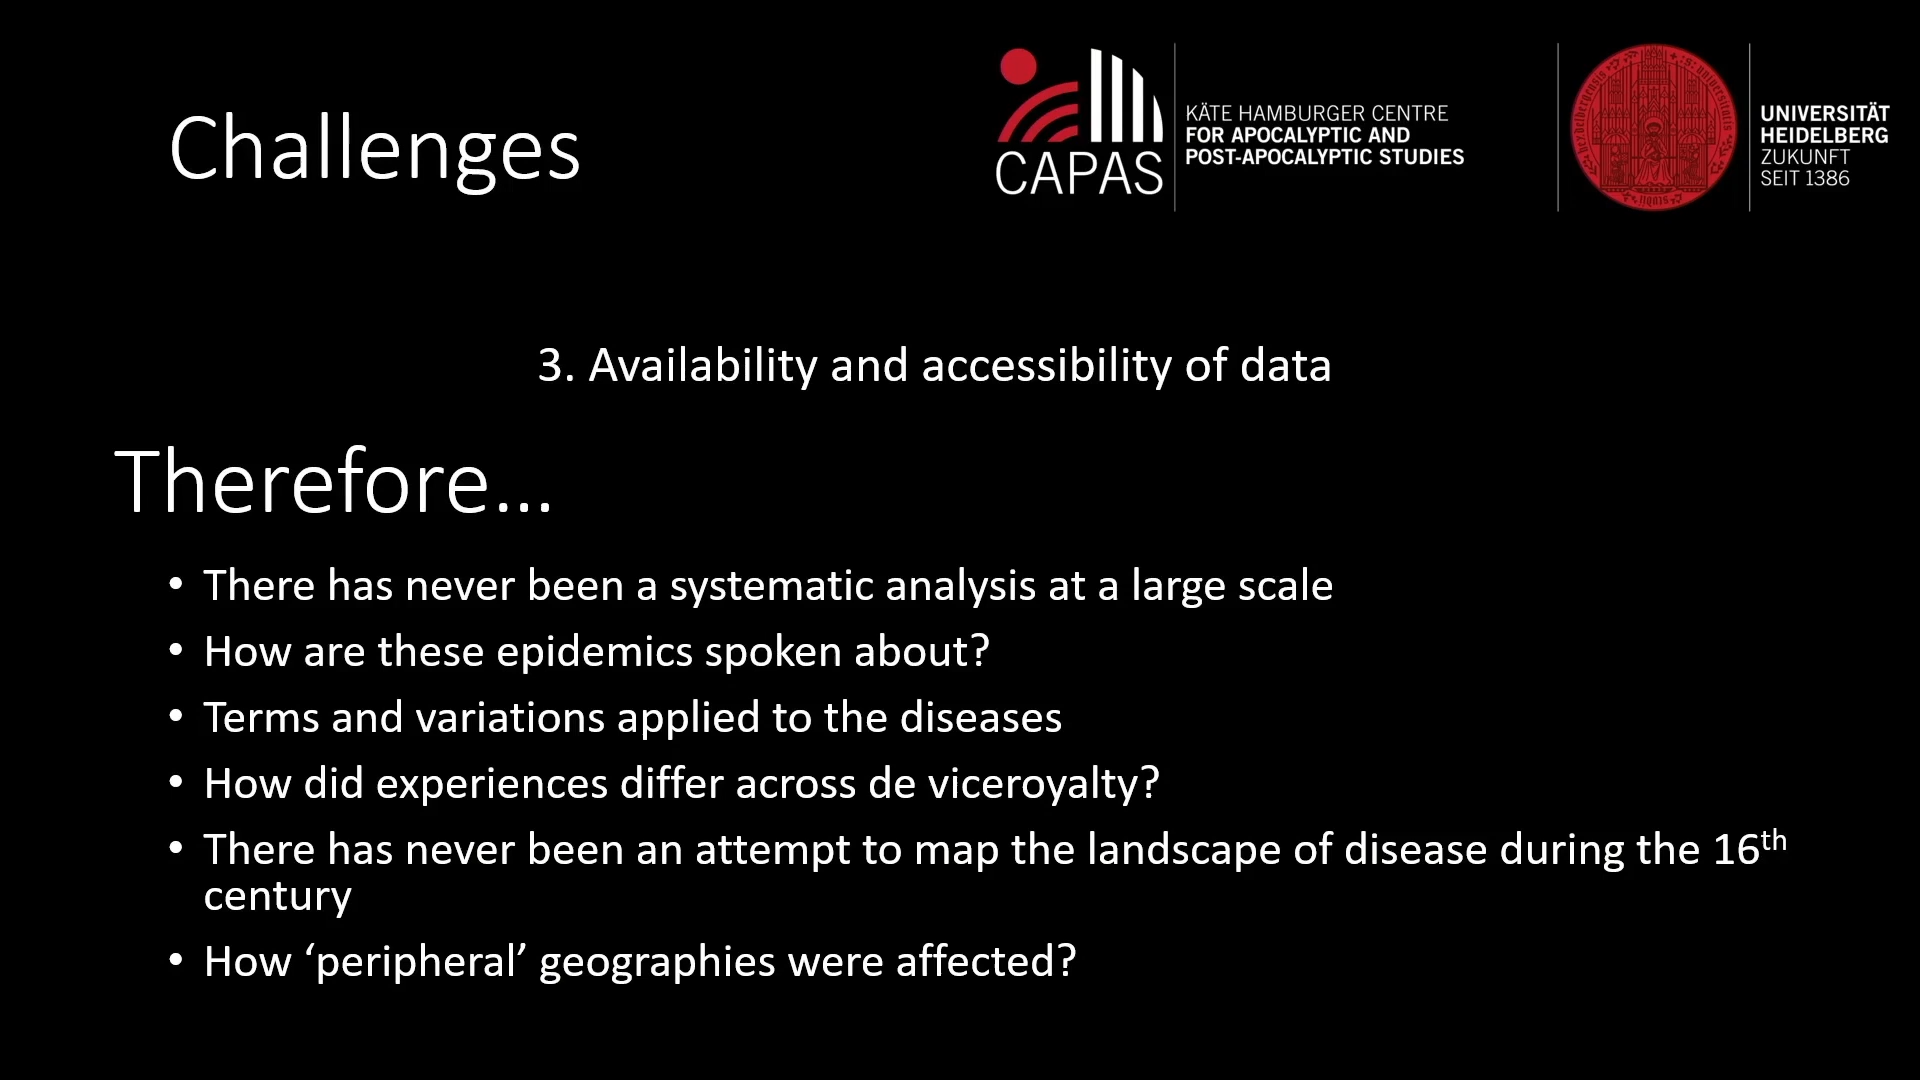 Challenges
CAPAS
KÄTE HAMBURGER CENTRE
FOR APOCALYPTIC AND
POST-APOCALYPTIC STUDIES
UNIVERSITÄT
HEIDELBERG
ZUKUNFT
SEIT 1386
3. Availability and accessibility of data
Therefore...
• There has never been a systematic analysis at a large scale
• How are these epidemics spoken about?
• Terms and variations applied to the diseases
• How did experiences differ across de viceroyalty?
• There has never been an attempt to map the landscape of disease during the 16th
century
• How ‘peripheral’ geographies were affected?